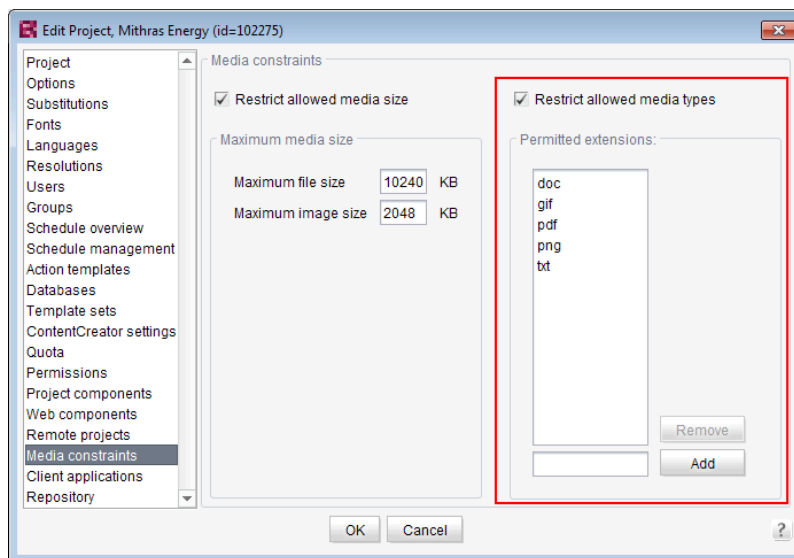 Edit Project, Mithras Energy (id=102275)
Project
Options
Substitutions
Fonts
Languages
Resolutions
Users
Groups
Schedule overview
Schedule management
Action templates
Databases
Template sets
ContentCreator settings
Quota
Permissions
Project components
Web components
Remote projects
Media constraints
Client applications
Repository
Media constraints
Restrict allowed media size
Maximum media size
Maximum file size 10240 KB
Maximum image size 2048 KB
Restrict allowed media types
Permitted extensions:
doc
gif
pdf
png
txt
Remove
Add
OK Cancel
?